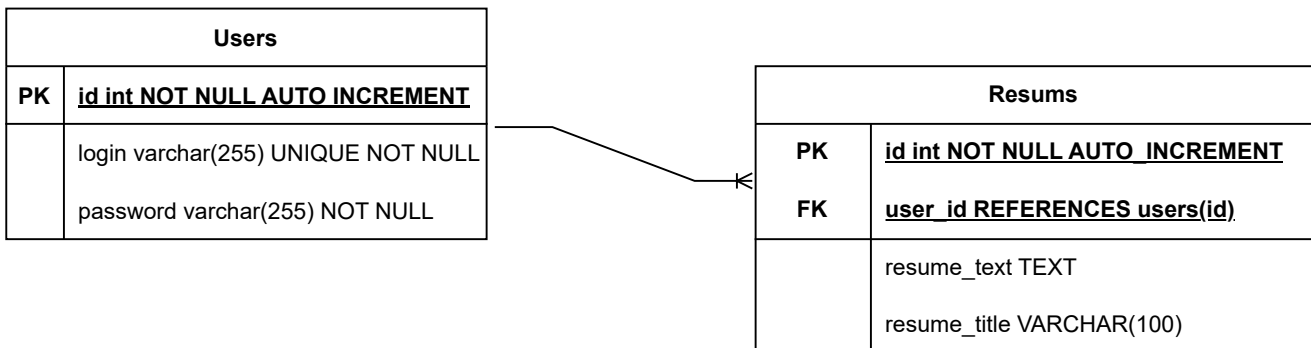 Users
PK id int NOT NULL AUTO INCREMENT
login varchar(255) UNIQUE NOT NULL
password varchar(255) NOT NULL
Resums
PK id int NOT NULL AUTO_INCREMENT
FK user_id REFERENCES users(id)
resume_text TEXT
resume_title VARCHAR(100)